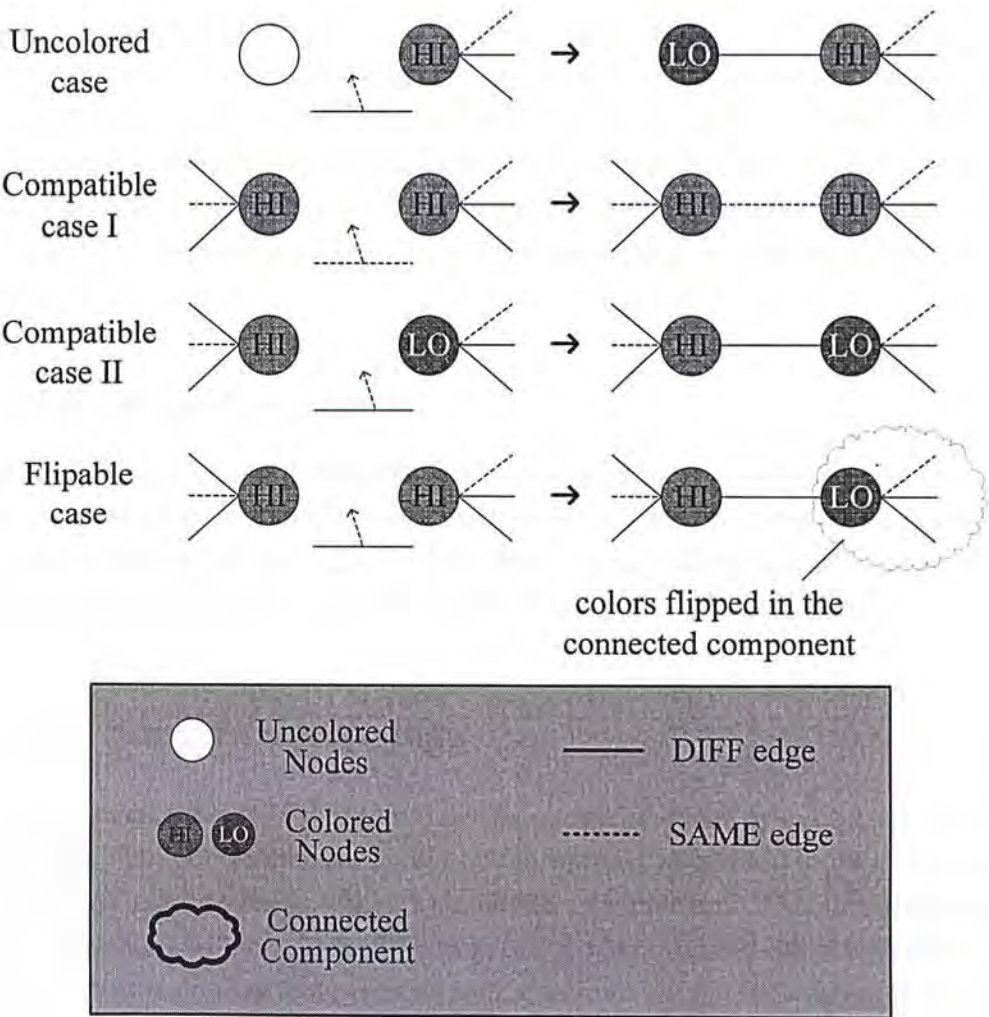 Uncolored
case
HI
→
LO
HI
Compatible
case I
HI
HI
→
HI
HI
Compatible
case II
HI
LO
→
HI
LO
Flipable
case
HI
HI
→
HI
LO
colors flipped in the
connected component
Uncolored
Nodes
DIFF edge
HI
LO
Colored
Nodes
SAME edge
Connected
Component